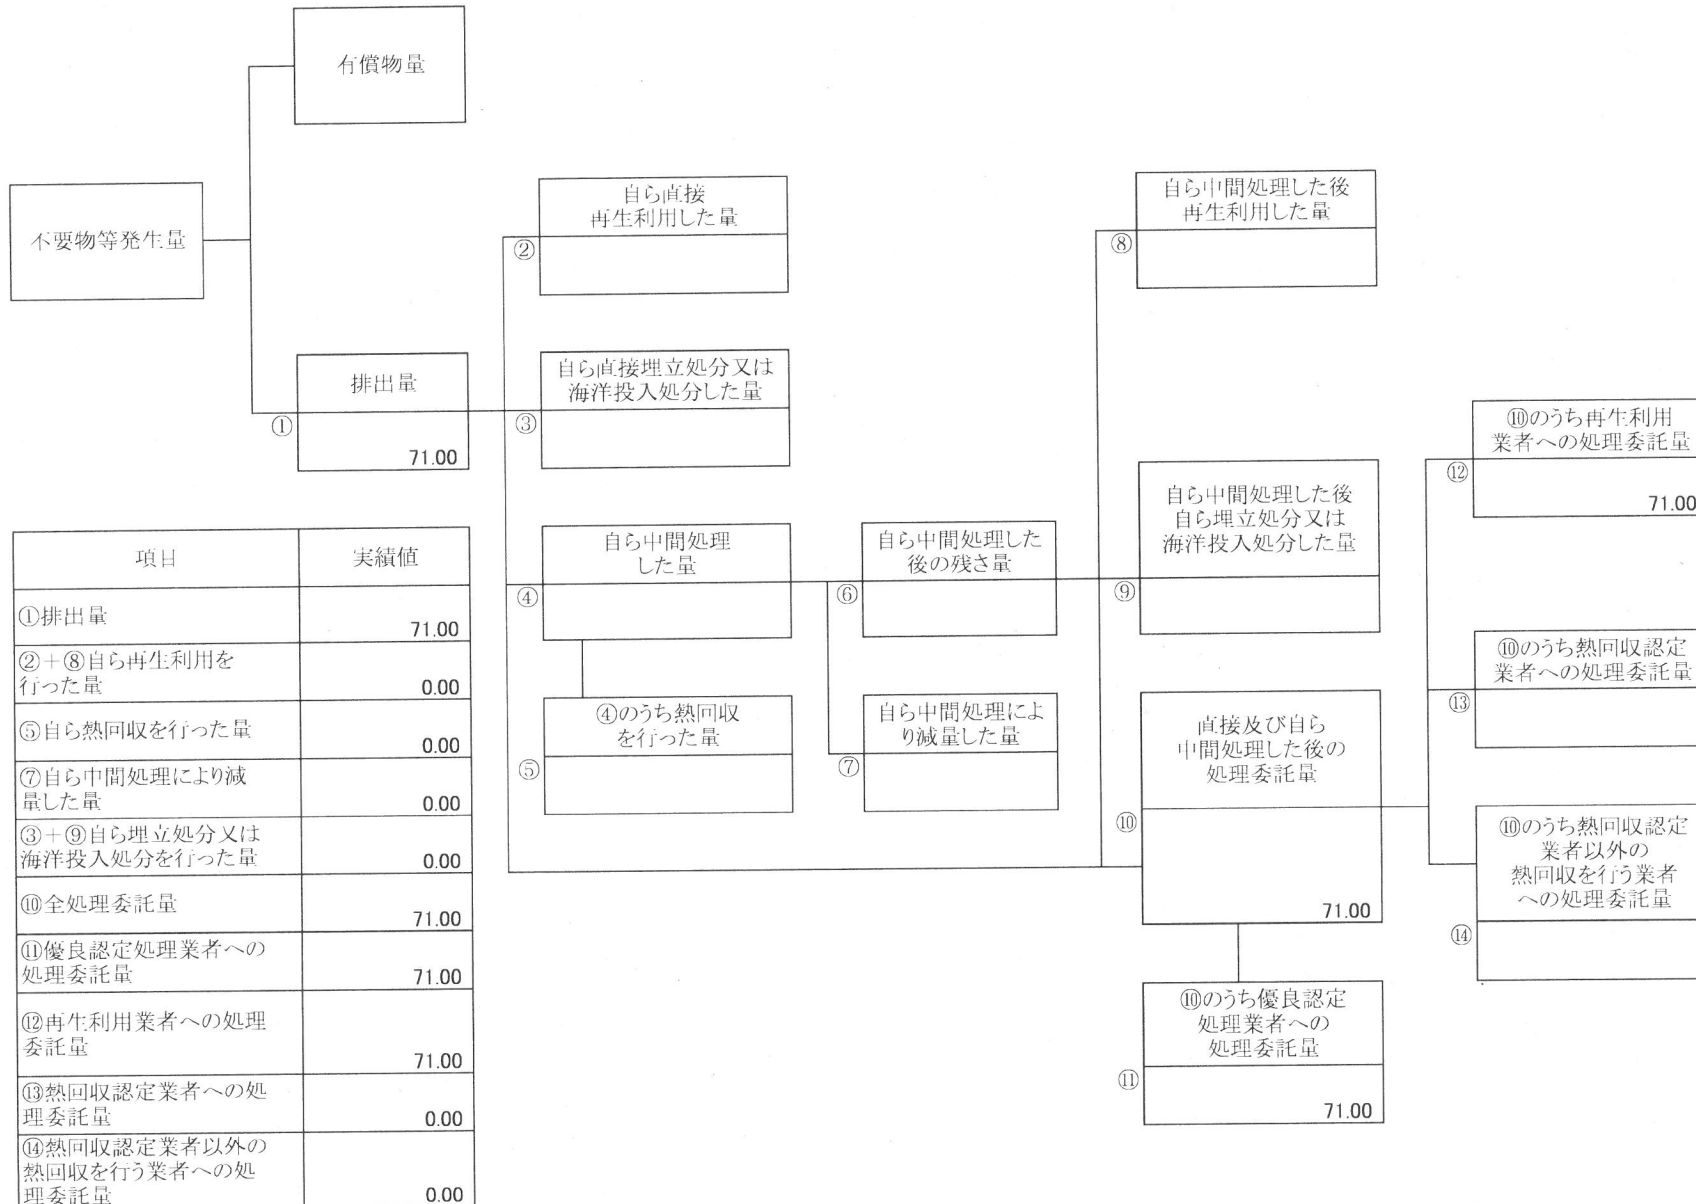 有償物量
不要物等発生量
自ら直接
再生利用した量
②
自ら中間処理した後
再生利用した量
⑧
排出量
①
71.00
自ら直接埋立処分又は
海洋投入処分した量
③
⑩のうち再生利用
業者への処理委託量
⑫
71.00
自ら中間処理
した量
④
自ら中間処理した
後の残さ量
⑥
自ら中間処理した後
自ら埋立処分又は
海洋投入処分した量
⑨
⑩のうち熱回収認定
業者への処理委託量
⑬
④のうち熱回収
を行った量
⑤
自ら中間処理によ
り減量した量
⑦
直接及び自ら
中間処理した後の
処理委託量
⑩
71.00
⑩のうち熱回収認定
業者以外の
熱回収を行う業者
への処理委託量
⑭
⑩のうち優良認定
処理業者への
処理委託量
⑪
71.00
項目 実績値
①排出量 71.00
②+⑧自ら再生利用を
行った量 0.00
⑤自ら熱回収を行った量 0.00
⑦自ら中間処理により減
量した量 0.00
③+⑨自ら埋立処分又は
海洋投入処分を行った量 0.00
⑩全処理委託量 71.00
⑪優良認定処理業者への
処理委託量 71.00
⑫再生利用業者への処理
委託量 71.00
⑬熱回収認定業者への処
理委託量 0.00
⑭熱回収認定業者以外の
熱回収を行う業者への処
理委託量 0.00